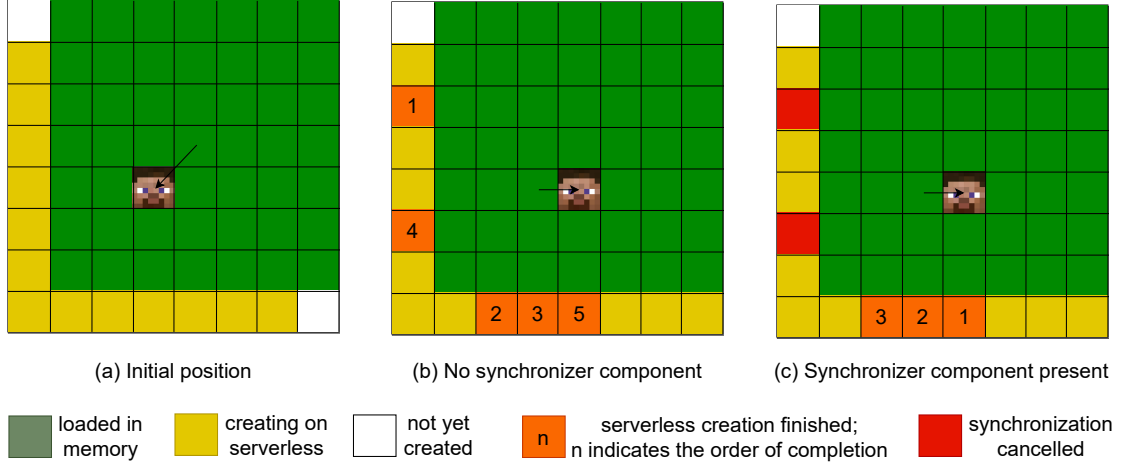 1
4
2 3 5
3 2 1
(a) Initial position
(b) No synchronizer component
(c) Synchronizer component present
loaded in
memory
creating on
serverless
not yet
created
n
serverless creation finished;
n indicates the order of completion
synchronization
cancelled